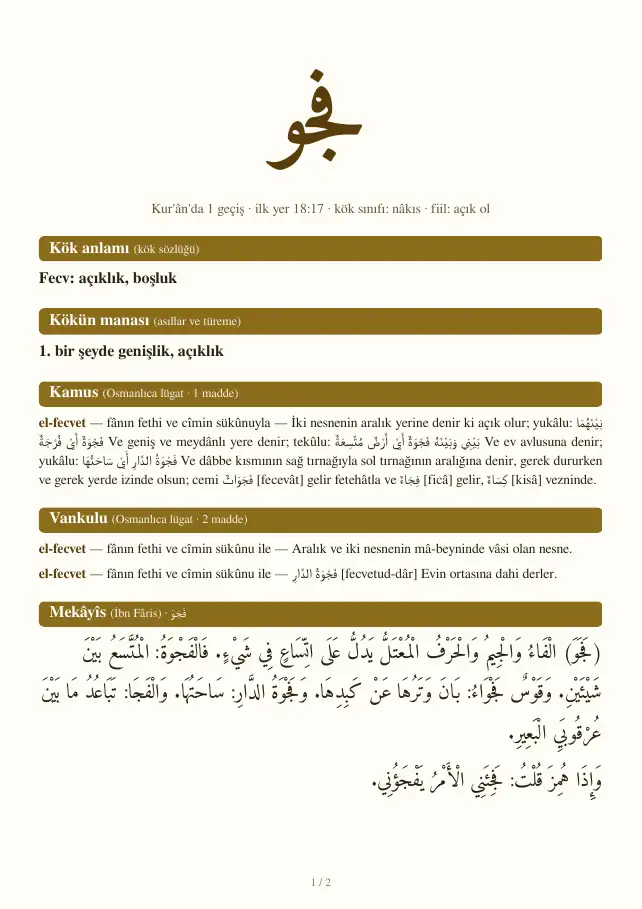 فجو
Kur'ân'da 1 geçiş · ilk yer 18:17 · kök sınıfı: nâkıs · fiil: açık ol
Kök anlamı (kök sözlüğü)
Fecv: açıklık, boşluk
Kökün manası (asıllar ve türeme)
1. bir şeyde genişlik, açıklık
Kamus (Osmanlıca lügat · 1 madde)
el-fecvet — fânın fethi ve cîmin sükûnuyla — İki nesnenin aralık yerine denir ki açık olur; yukâlu: بَيْنَهُمَا
فَجْوَةٌ أَيْ فُرْجَةٌ Ve geniş ve meydânlı yere denir; tekûlu: بَيْنِي وَبَيْنَهُ فَجْوَةٌ أَيْ أَرْضٌ مُتَّسِعَةٌ Ve ev avlusuna denir;
yukâlu: فَجْوَةُ الدَّارِ أَيْ سَاحَتُهَا Ve dâbbe kısmının sağ tırnağıyla sol tırnağının aralığına denir, gerek dururken
ve gerek yerde izinde olsun; cemi فَجَوَاتٌ [fecevât] gelir fetehâtla ve فِجَاءٌ [ficâ] gelir, كِسَاءٌ [kisâ] vezninde.
Vankulu (Osmanlıca lügat · 2 madde)
el-fecvet — fânın fethi ve cîmin sükûnu ile — Aralık ve iki nesnenin mâ-beyninde vâsi olan nesne.
el-fecvet — fânın fethi ve cîmin sükûnu ile — فَجْوَةُ الدَّارِ [fecvetud-dâr] Evin ortasına dahi derler.
Mekâyîs (İbn Fâris) · فَجَوَ
(فَجَوَ) الْفَاءُ وَالْجِيمُ وَالْحَرْفُ الْمُعْتَلُّ يَدُلُّ عَلَى اتِّسَاعٍ فِي شَيْءٍ. فَالْفَجْوَةُ: الْمُتَّسَعُ بَيْنَ
شَيْئَيْنِ. وَقَوْسٌ فَجْوَاءُ: بَانَ وَتَرُهَا عَنْ كَبِدِهَا. وَفَجْوَةُ الدَّارِ: سَاحَتُهَا. وَالْفَجَا: تَبَاعُدُ مَا بَيْنَ
عُرْقُوبَيِ الْبَعِيرِ.
وَإِذَا هُمِزَ قُلْتُ: فَجِئَنِي الْأَمْرُ يَفْجَؤُنِي.
1 / 2